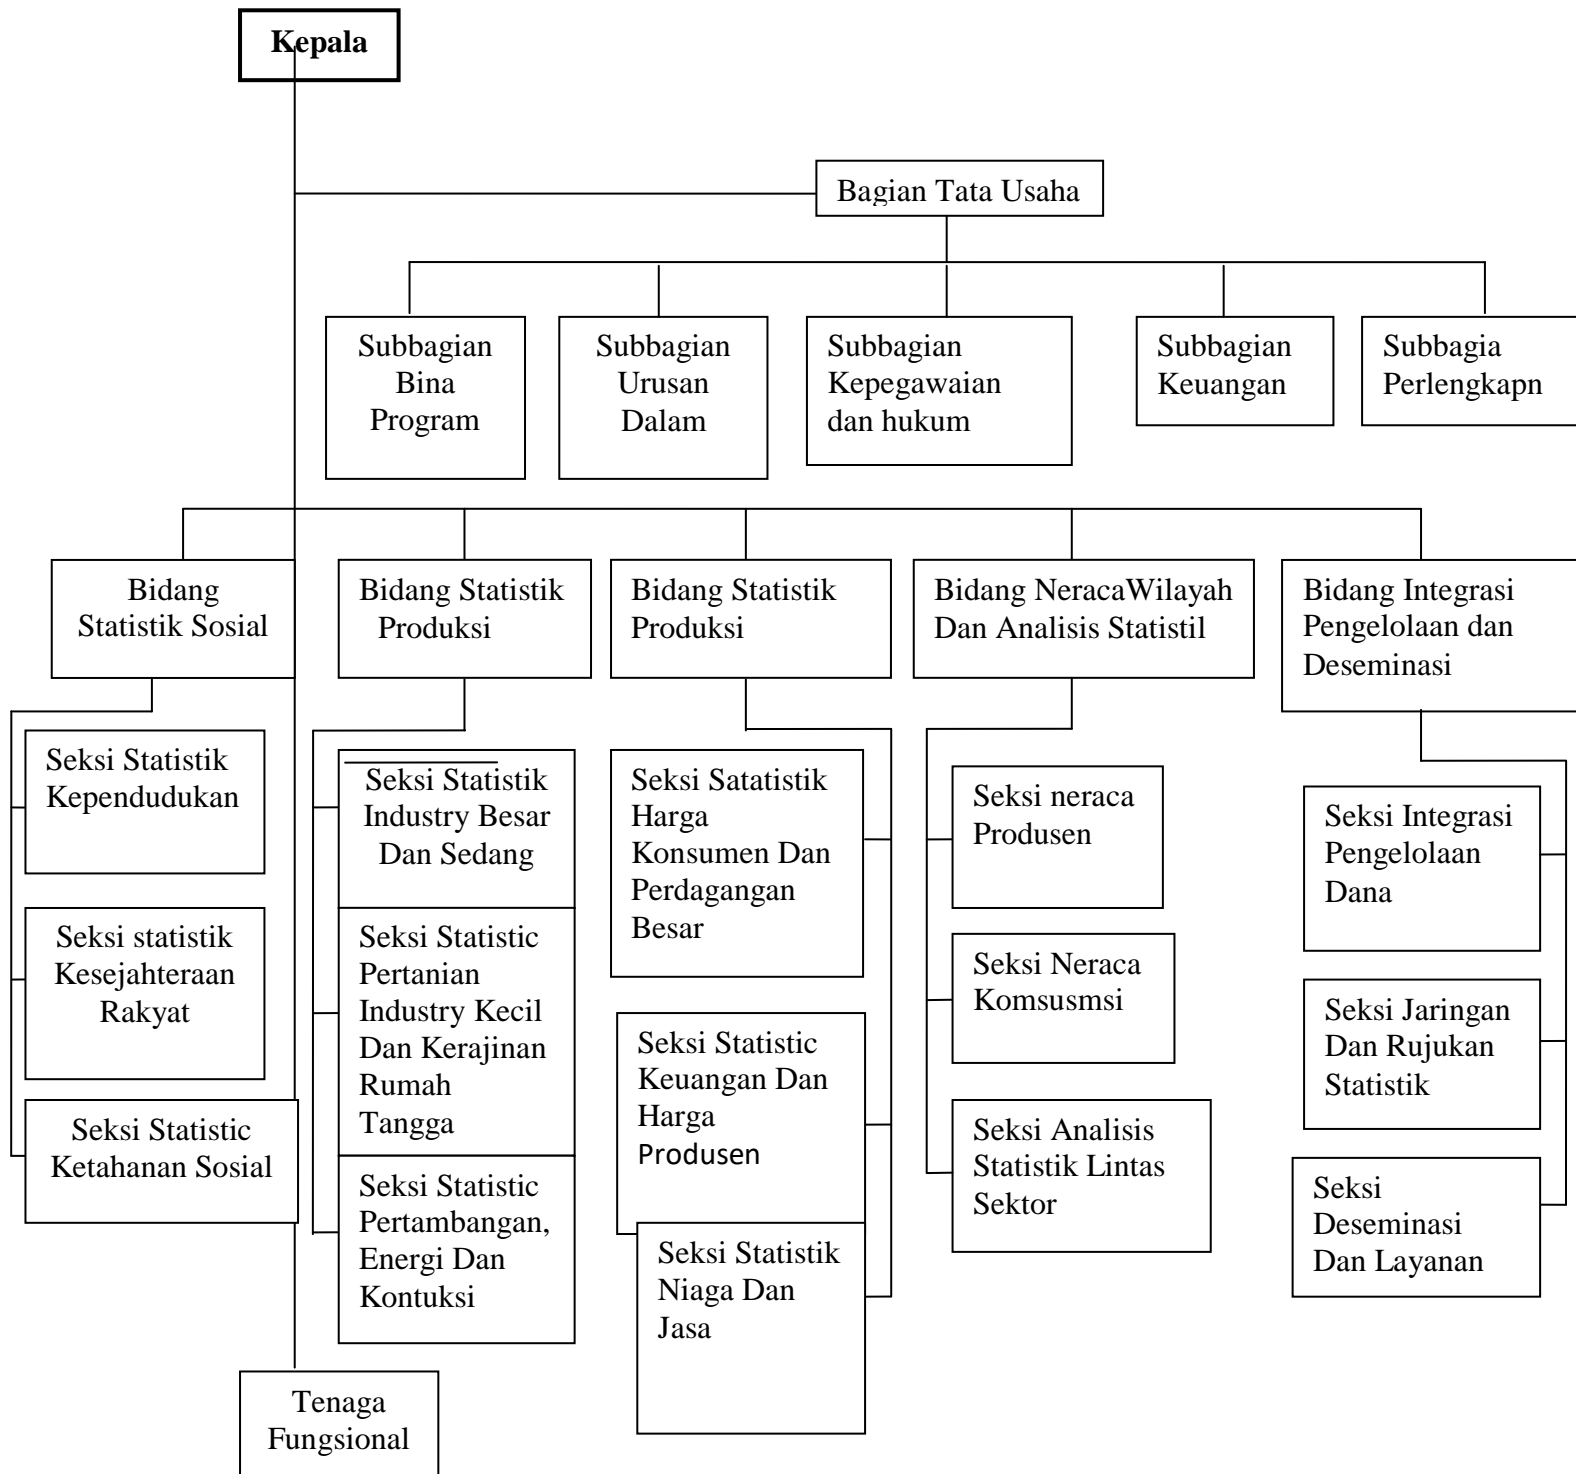 Kepala
Bagian Tata Usaha
Subbagian
Bina
Program
Subbagian
Urusan
Dalam
Subbagian
Kepegawaian
dan hukum
Subbagian
Keuangan
Subbagia
Perlengkapn
Bidang
Statistik Sosial
Bidang Statistik
Produksi
Bidang Statistik
Produksi
Bidang NeracaWilayah
Dan Analisis Statistil
Bidang Integrasi
Pengelolaan dan
Deseminasi
Seksi Statistik
Kependudukan
Seksi statistik
Kesejahteraan
Rakyat
Seksi Statistic
Ketahanan Sosial
Seksi Statistik
Industry Besar
Dan Sedang
Seksi Statistic
Pertanian
Industry Kecil
Dan Kerajinan
Rumah
Tangga
Seksi Statistic
Pertambangan,
Energi Dan
Kontuksi
Seksi Satatistik
Harga
Konsumen Dan
Perdagangan
Besar
Seksi Statistic
Keuangan Dan
Harga
Produsen
Seksi Statistik
Niaga Dan
Jasa
Seksi neraca
Produsen
Seksi Neraca
Komsusmsi
Seksi Analisis
Statistik Lintas
Sektor
Seksi Integrasi
Pengelolaan
Dana
Seksi Jaringan
Dan Rujukan
Statistik
Seksi
Deseminasi
Dan Layanan
Tenaga
Fungsional